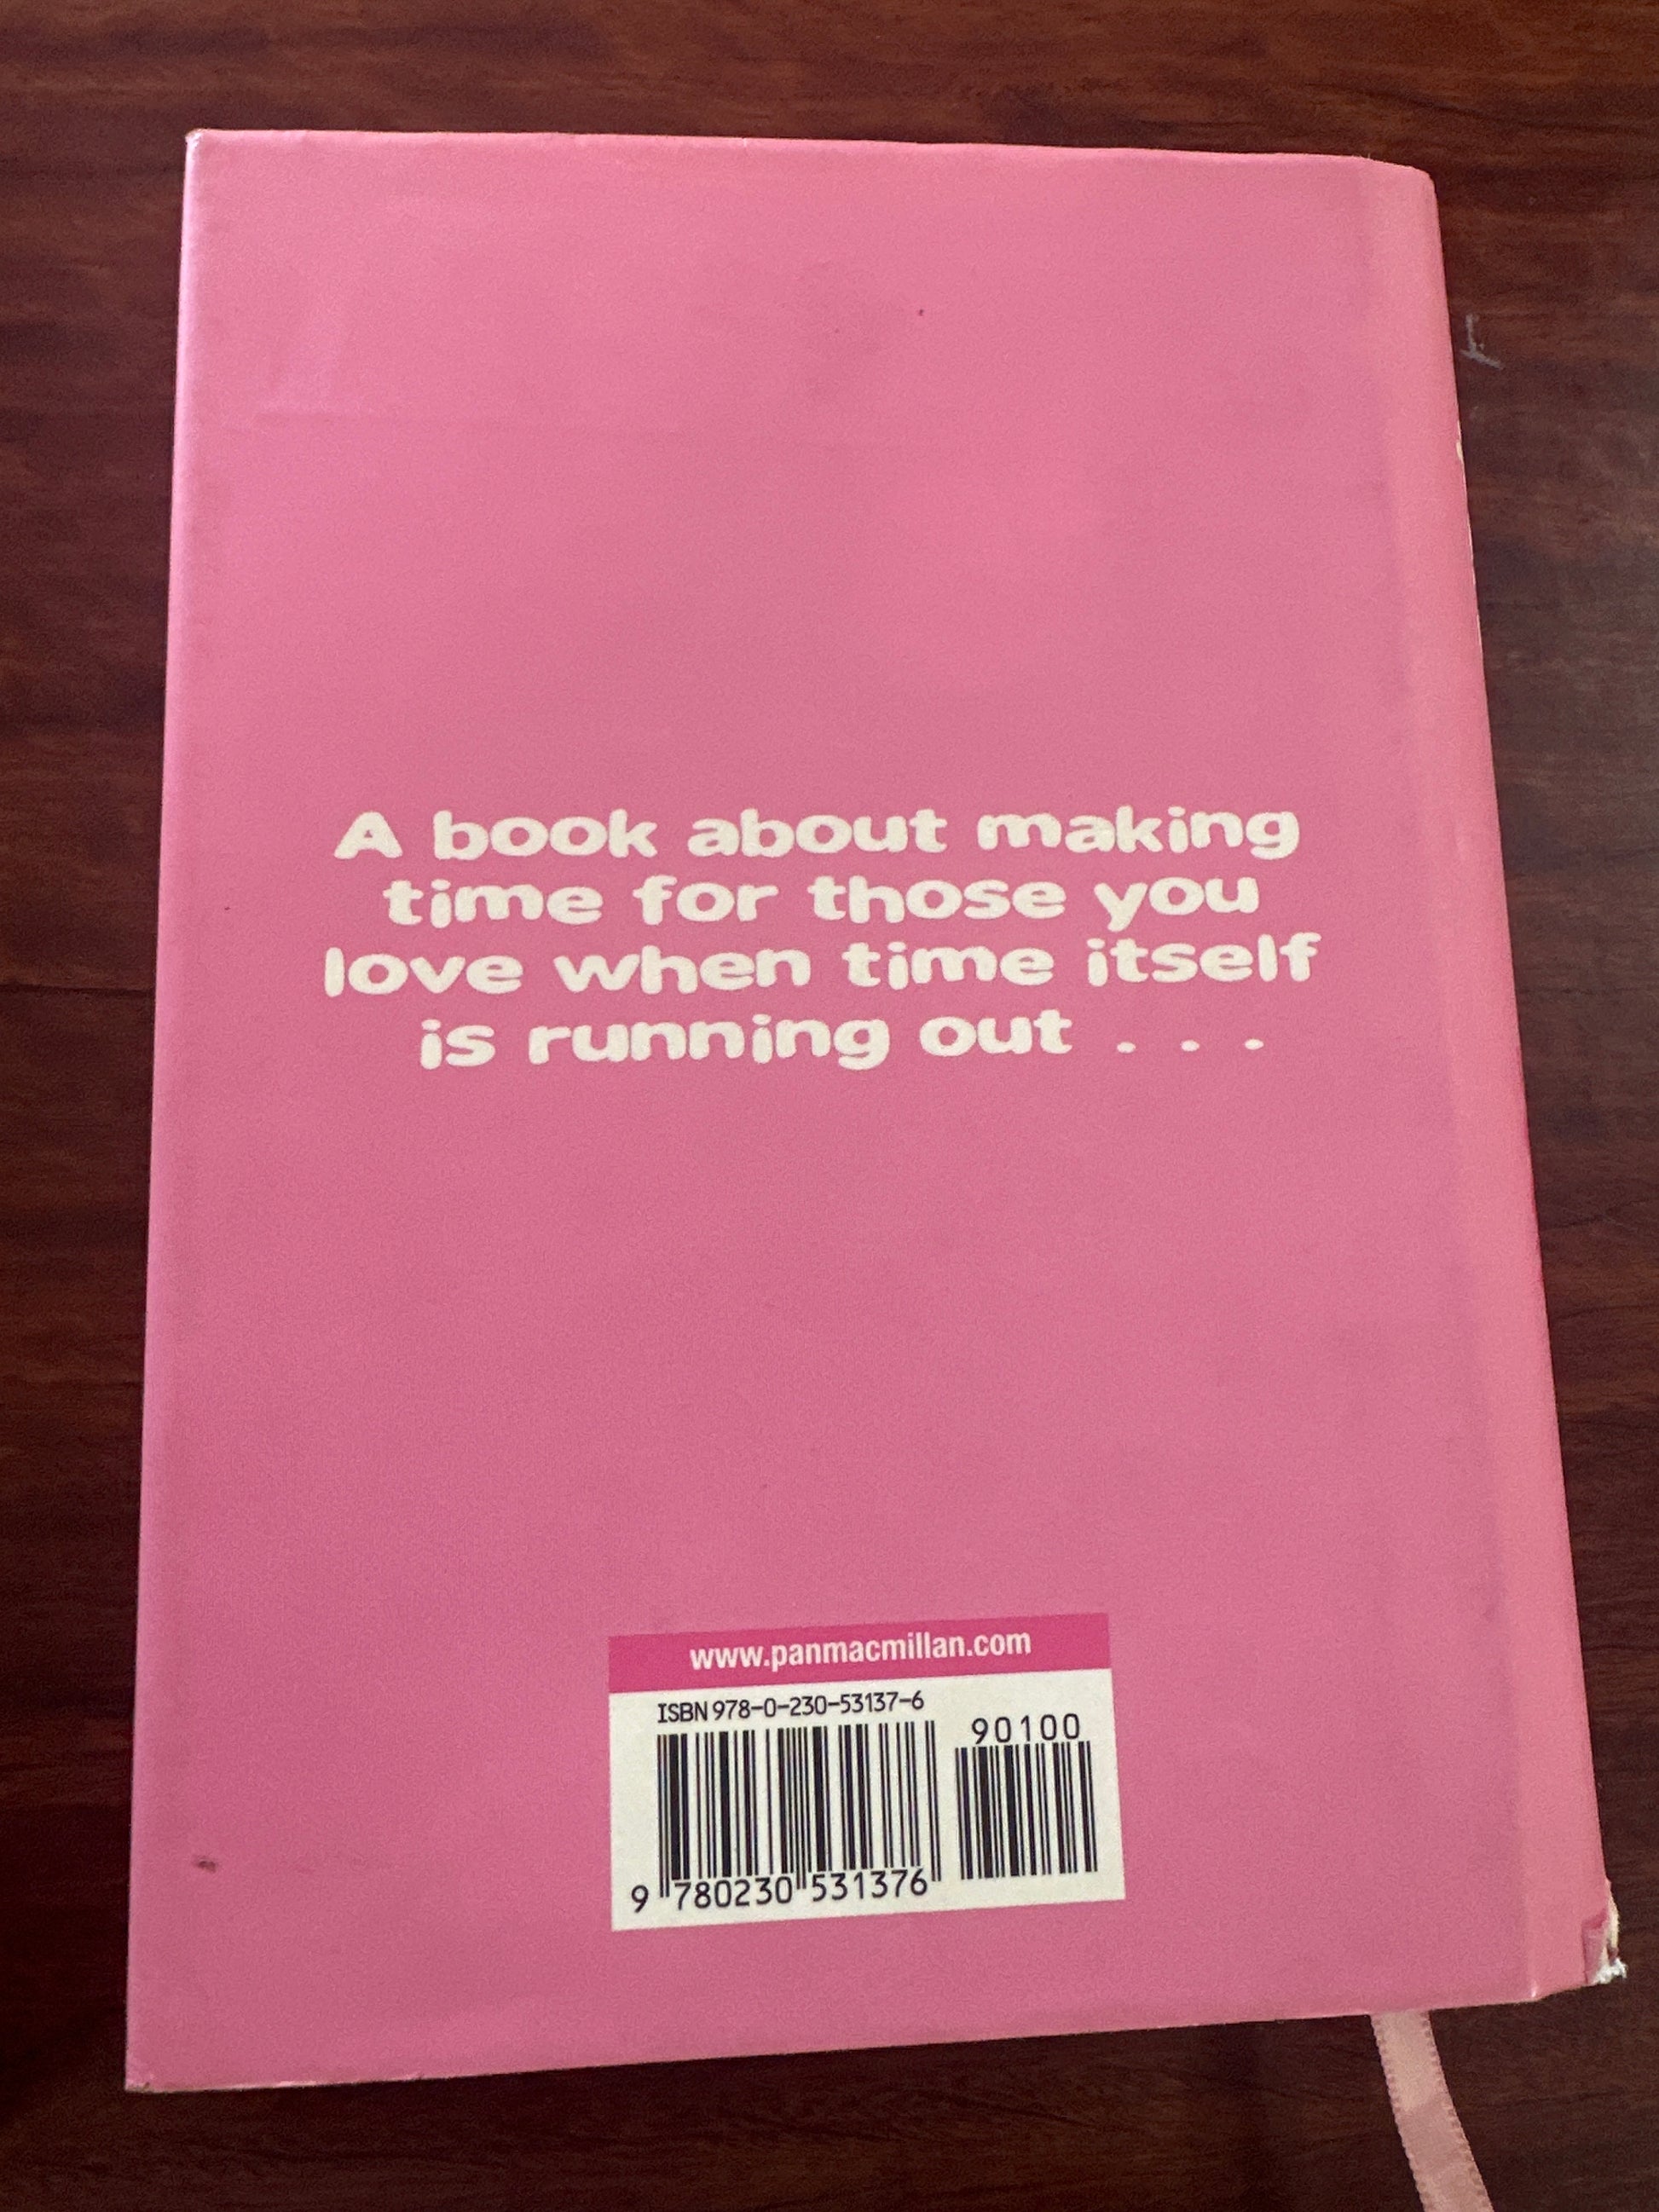 A book about making
time for those you
love when time itself
is running out . . .
www.panmacmillan.com
ISBN 978-0-230-53137-6
90100
9 780230 531376